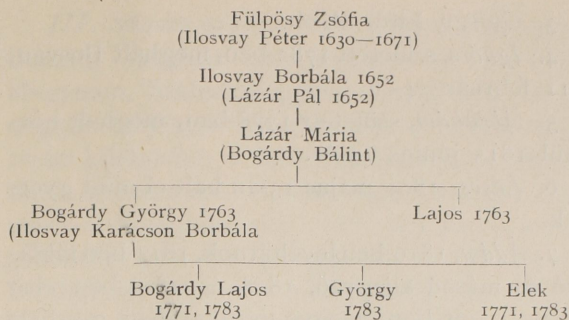 Fülpösy Zsófia
(Ilosvay Péter 1630—1671)
Ilosvay Borbála 1652
(Lázár Pál 1652)
Lázár Mária
(Bogárdy Bálint)
Bogárdy György 1763 Lajos 1763
(Ilosvay Karácson Borbála
Bogárdy Lajos György Elek
1771, 1783 1783 1771, 1783